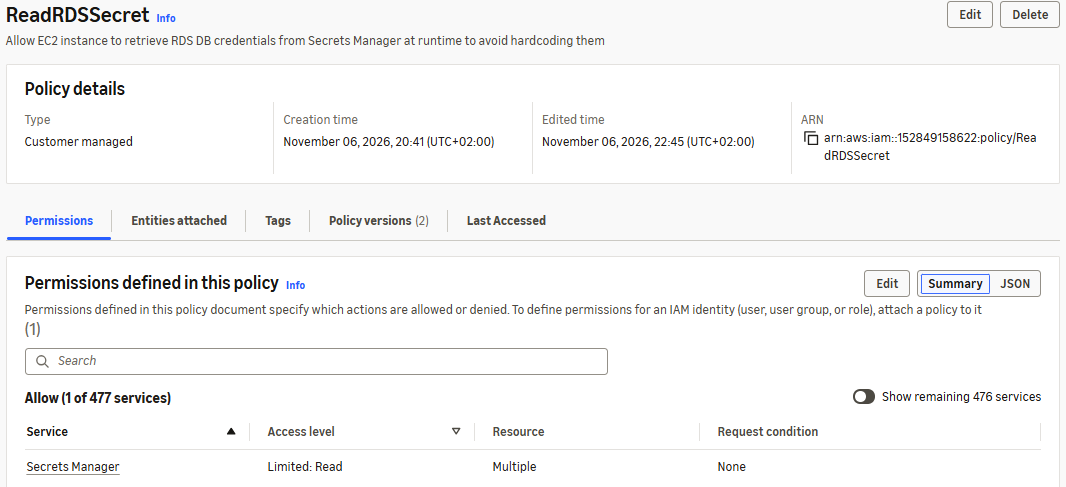 ReadRDSSecret Info
Edit
Delete
Allow EC2 instance to retrieve RDS DB credentials from Secrets Manager at runtime to avoid hardcoding them
Policy details
Type
Customer managed
Creation time
November 06, 2026, 20:41 (UTC+02:00)
Edited time
November 06, 2026, 22:45 (UTC+02:00)
ARN
arn:aws:iam::152849158622:policy/Rea
dRDSSecret
Permissions
Entities attached
Tags
Policy versions (2)
Last Accessed
Permissions defined in this policy Info
Edit
Summary
JSON
Permissions defined in this policy document specify which actions are allowed or denied. To define permissions for an IAM identity (user, user group, or role), attach a policy to it
(1)
Search
Allow (1 of 477 services)
Show remaining 476 services
Service
Access level
Resource
Request condition
Secrets Manager
Limited: Read
Multiple
None